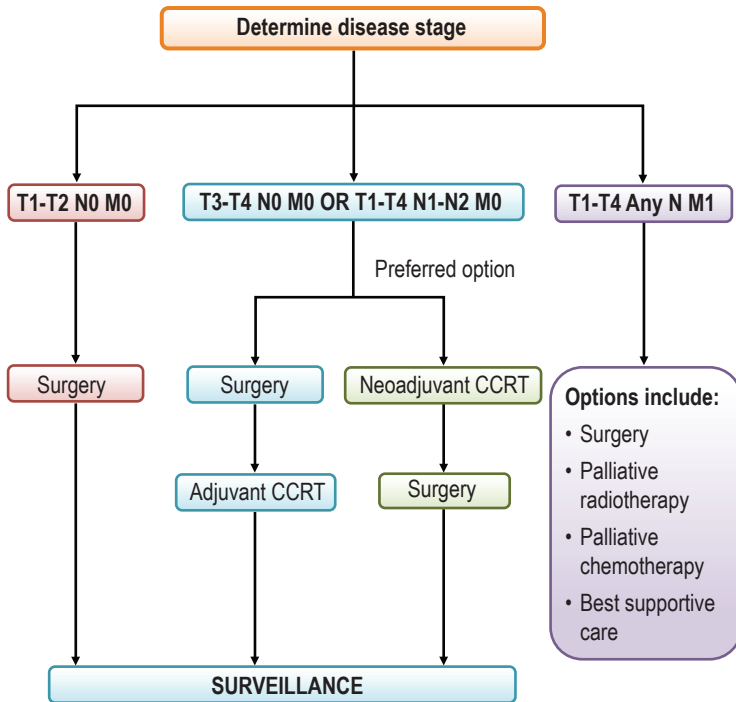 Determine disease stage
T1-T2 N0 M0
T3-T4 N0 M0 OR T1-T4 N1-N2 M0
T1-T4 Any N M1
Preferred option
Surgery
Surgery
Neoadjuvant CCRT
Adjuvant CCRT
Surgery
Options include:
• Surgery
• Palliative
radiotherapy
• Palliative
chemotherapy
• Best supportive
care
SURVEILLANCE